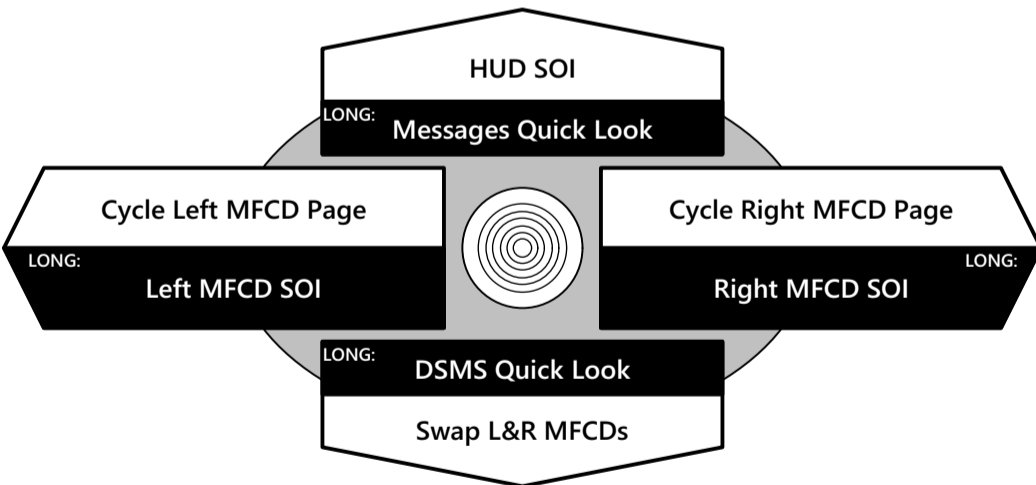 HUD SOI
LONG:
Messages Quick Look
Cycle Left MFCD Page
LONG:
Left MFCD SOI
Cycle Right MFCD Page
LONG:
Right MFCD SOI
LONG:
DSMS Quick Look
Swap L&R MFCDs